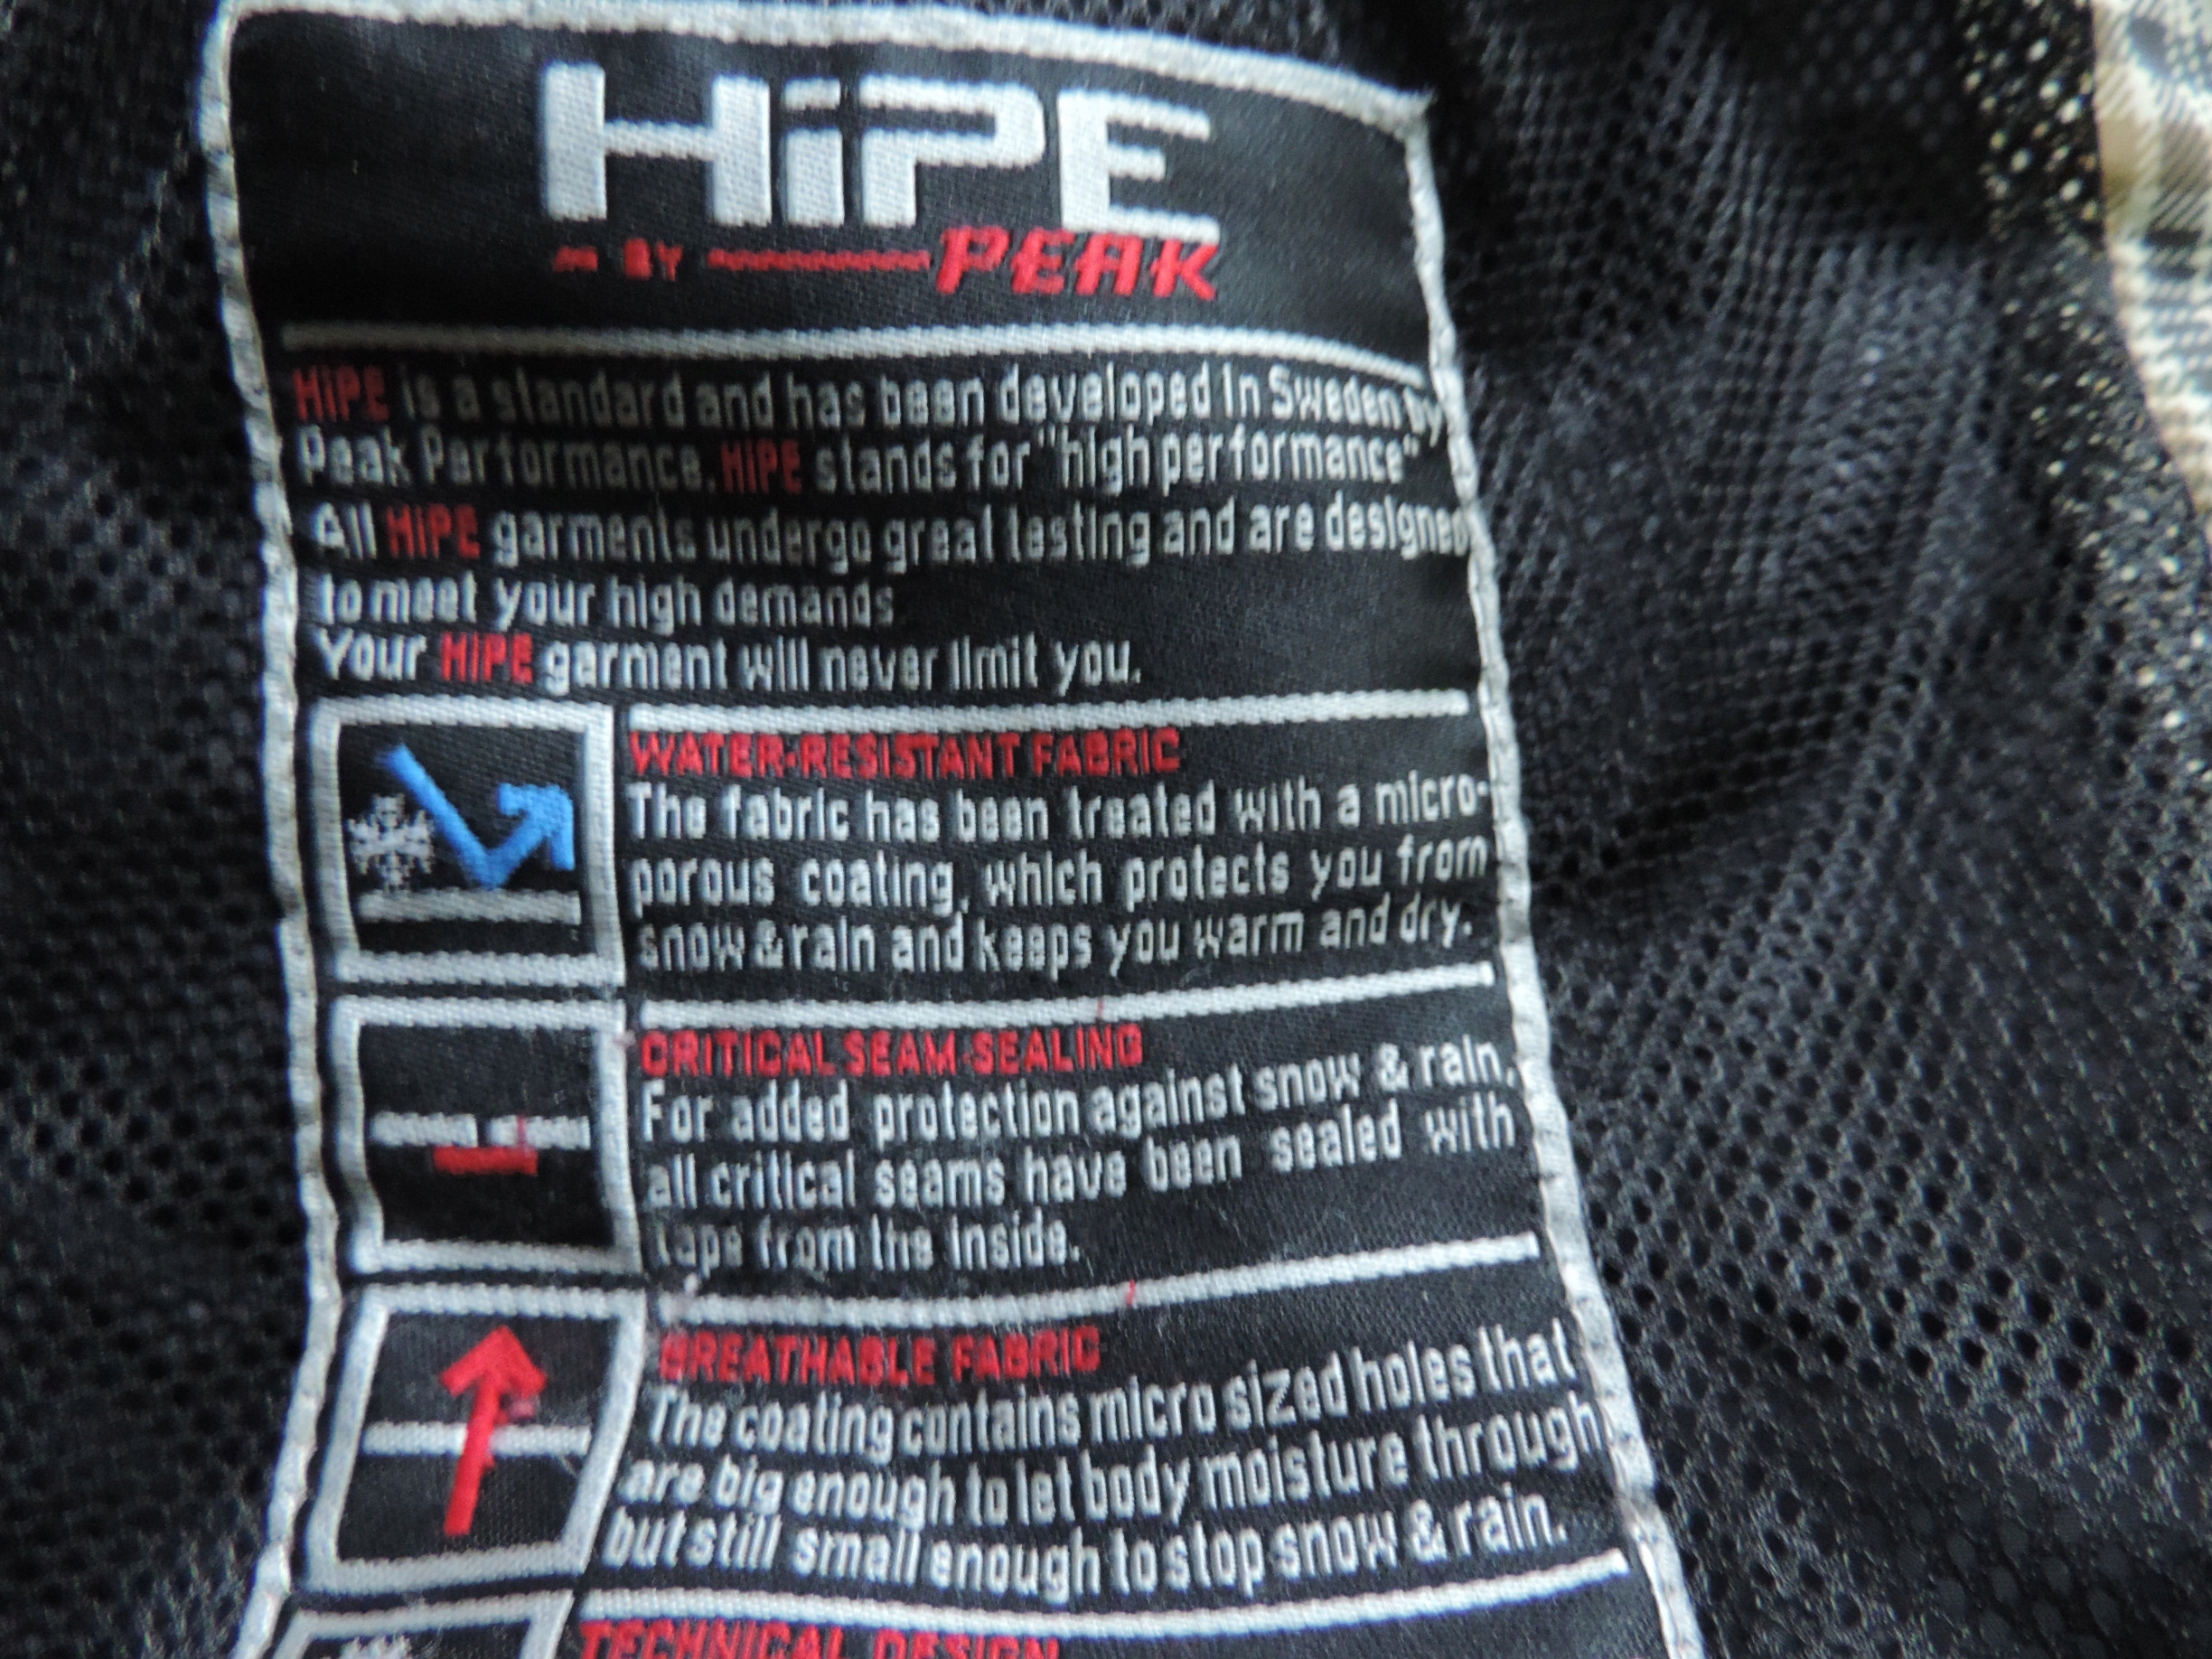 HiPE
BY PEAK
HiPE is a standard and has been developed in Sweden by
Peak Performance. HiPE stands for "high performance"
All HiPE garments undergo great testing and are designed
to meet your high demands
Your HiPE garment will never limit you.
WATER-RESISTANT FABRIC
The fabric has been treated with a micro-
porous coating, which protects you from
snow & rain and keeps you warm and dry.
CRITICAL SEAM-SEALING
For added protection against snow & rain,
all critical seams have been sealed with
tape from the inside.
BREATHABLE FABRIC
The coating contains micro sized holes that
are big enough to let body moisture through
but still small enough to stop snow & rain.
TECHNICAL DESIGN